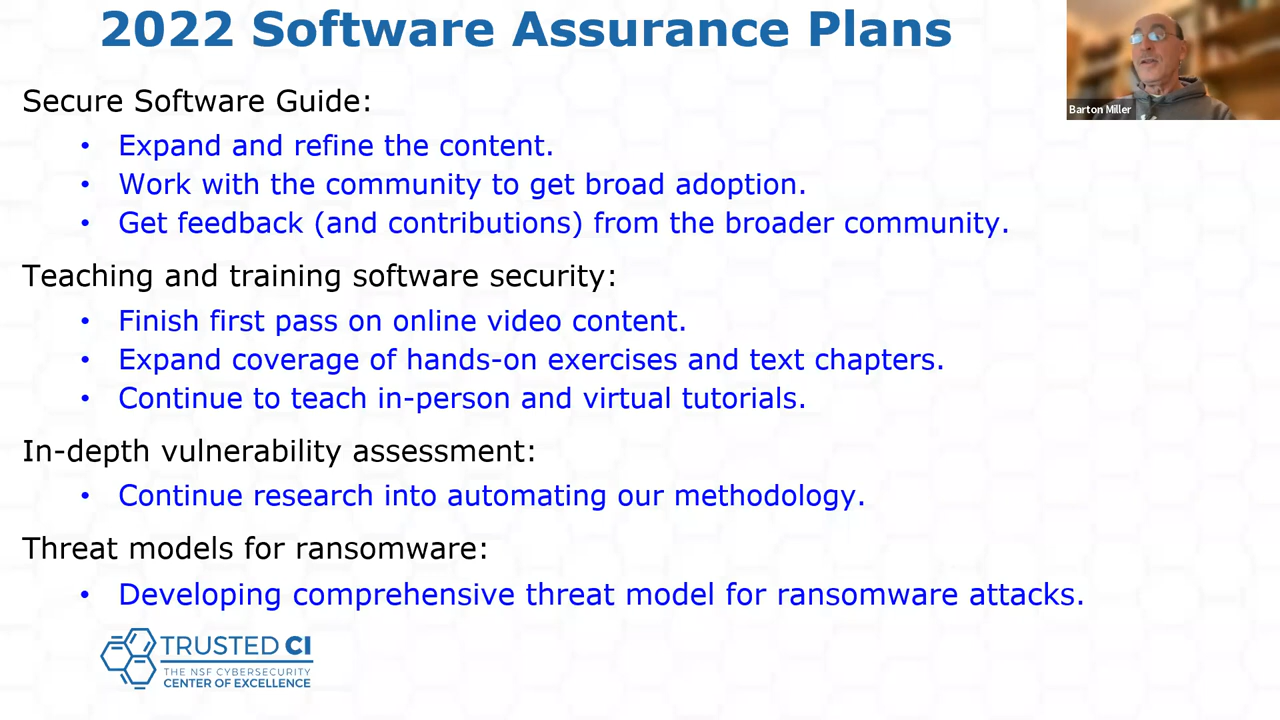 2022 Software Assurance Plans
Barton Miller
Secure Software Guide:
• Expand and refine the content.
• Work with the community to get broad adoption.
• Get feedback (and contributions) from the broader community.
Teaching and training software security:
• Finish first pass on online video content.
• Expand coverage of hands-on exercises and text chapters.
• Continue to teach in-person and virtual tutorials.
In-depth vulnerability assessment:
• Continue research into automating our methodology.
Threat models for ransomware:
• Developing comprehensive threat model for ransomware attacks.
TRUSTED CI
THE NSF CYBERSECURITY
CENTER OF EXCELLENCE